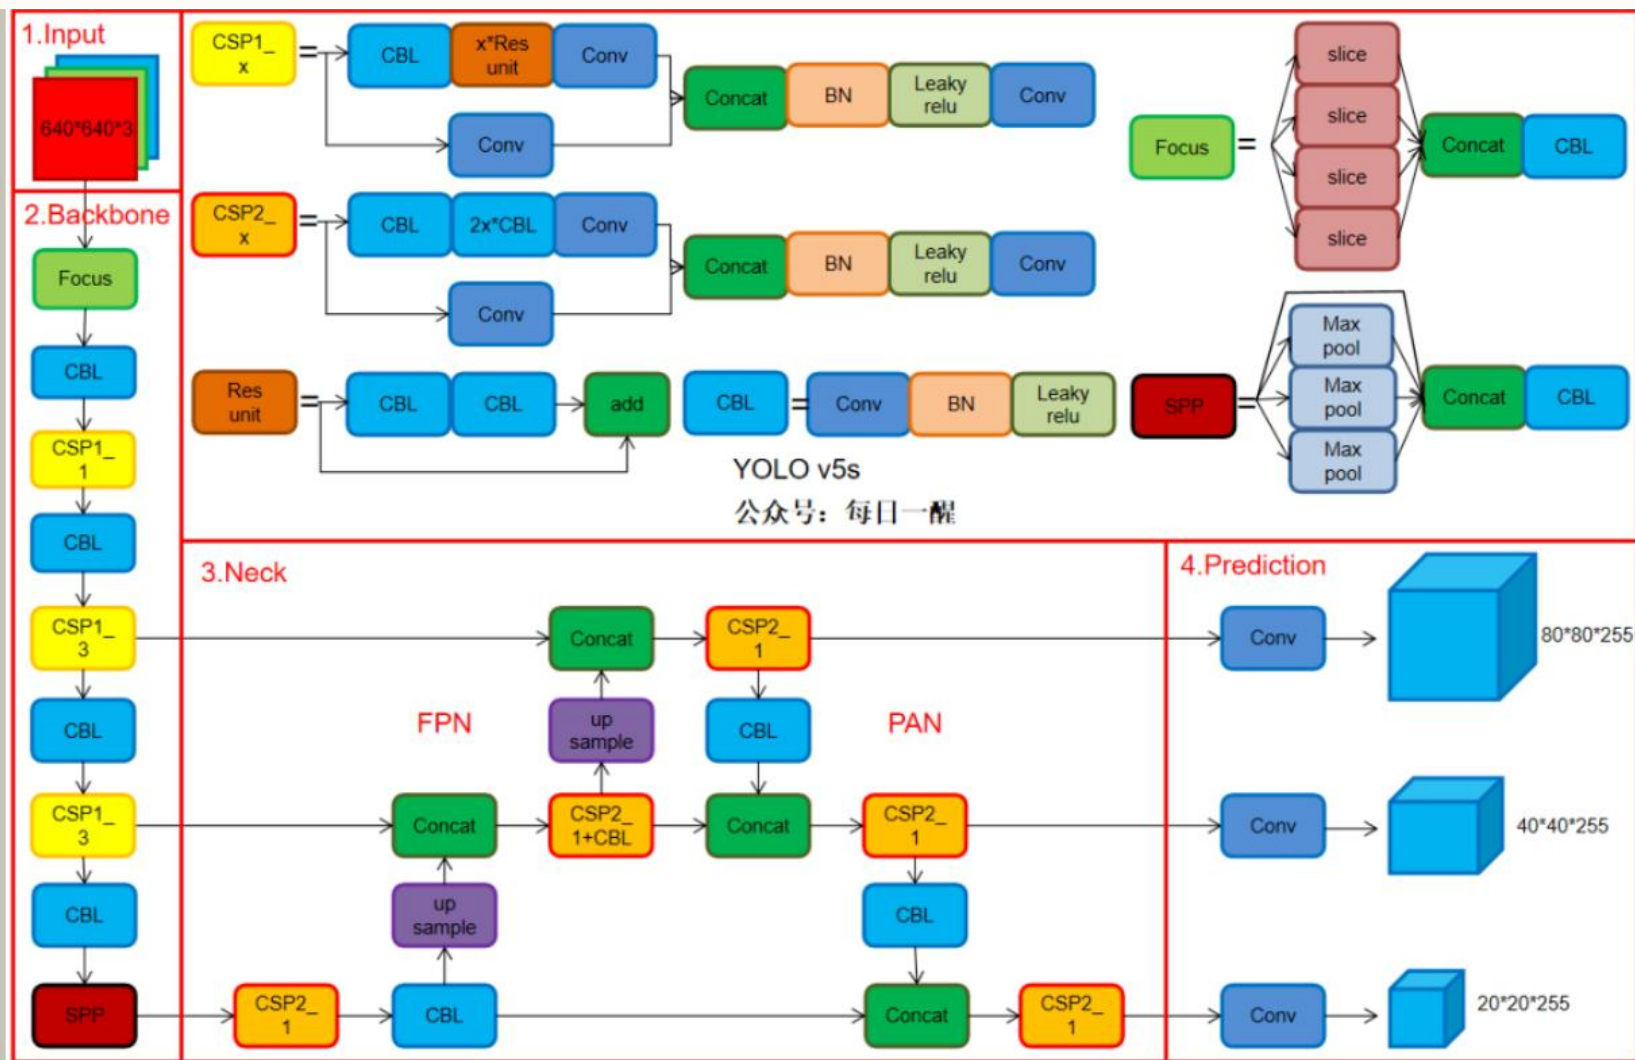 1.Input
640*640*3
CSP1_
x
=
CBL
x*Res
unit
Conv
Conv
Concat
BN
Leaky
relu
Conv
Focus
=
slice
slice
slice
slice
Concat
CBL
2.Backbone
CSP2_
x
=
CBL
2x*CBL
Conv
Conv
Concat
BN
Leaky
relu
Conv
Res
unit
=
CBL
CBL
add
CBL
=
Conv
BN
Leaky
relu
SPP
=
Max
pool
Max
pool
Max
pool
Concat
CBL
YOLO v5s
公众号：每日一醒
Focus
CBL
CSP1_
1
CBL
CSP1_
3
CBL
CSP1_
3
CBL
SPP
3.Neck
Concat
CSP2_
1
FPN
up
sample
CBL
PAN
Concat
CSP2_
1+CBL
Concat
CSP2_
1
up
sample
CBL
CSP2_
1
CBL
Concat
CSP2_
1
4.Prediction
Conv
80*80*255
Conv
40*40*255
Conv
20*20*255